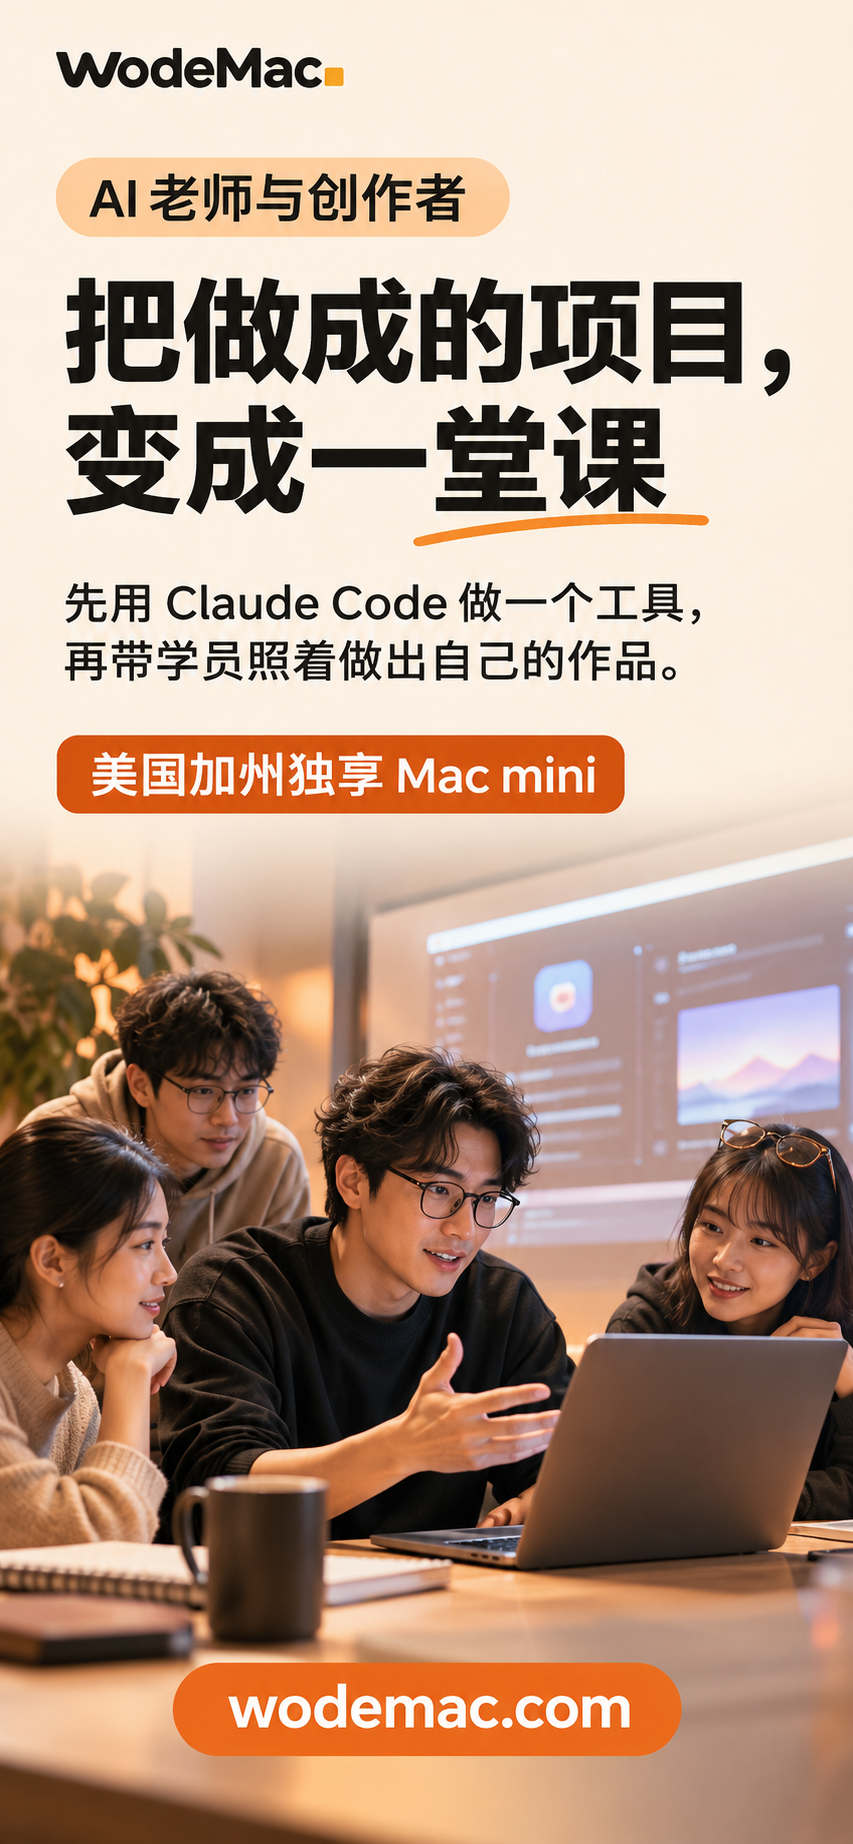 WodeMac
AI 老师与创作者
把做成的项目，
变成一堂课
先用 Claude Code 做一个工具，
再带学员照着做出自己的作品。
美国加州独享 Mac mini
wodemac.com